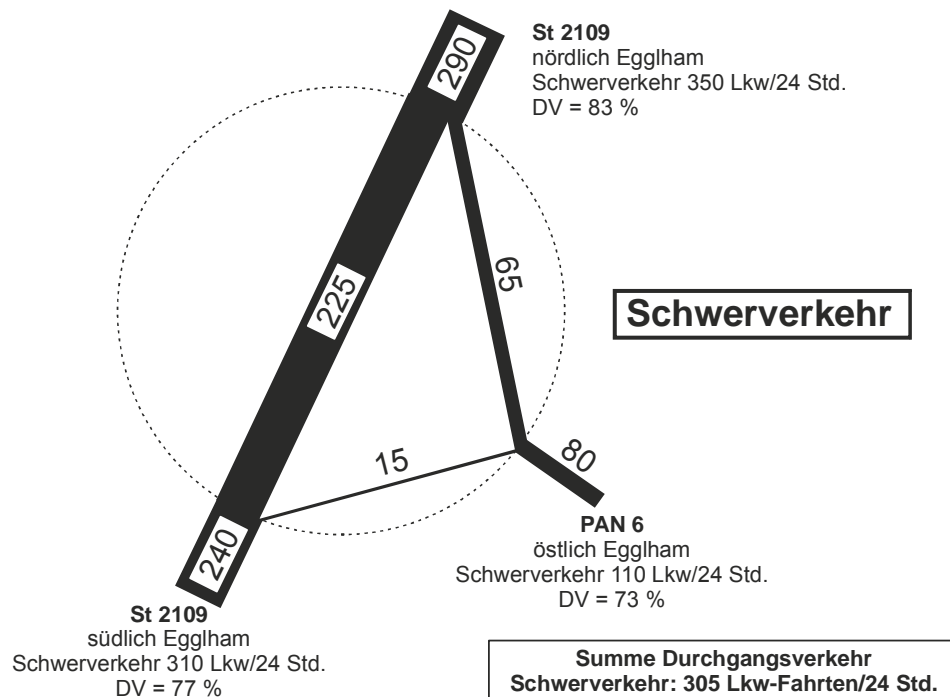 290
St 2109
nördlich Egglham
Schwerverkehr 350 Lkw/24 Std.
DV = 83 %
225
65
Schwerverkehr
15
80
240
PAN 6
östlich Egglham
Schwerverkehr 110 Lkw/24 Std.
DV = 73 %
St 2109
südlich Egglham
Schwerverkehr 310 Lkw/24 Std.
DV = 77 %
Summe Durchgangsverkehr
Schwerverkehr: 305 Lkw-Fahrten/24 Std.